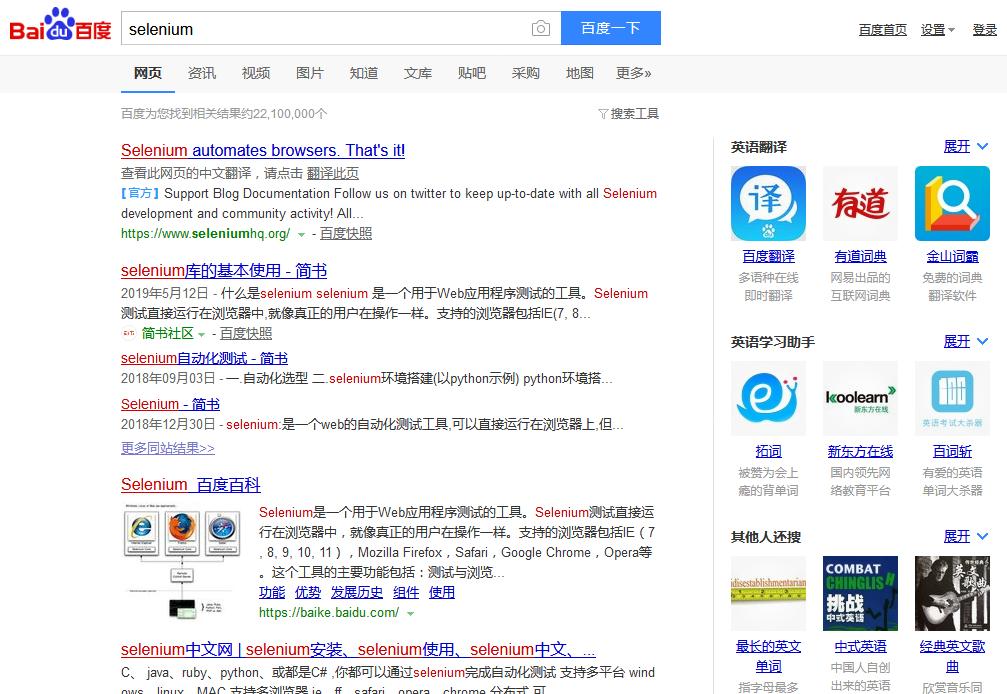 Bai du 百度
selenium
百度一下
百度首页 设置 登录
网页 资讯 视频 图片 知道 文库 贴吧 采购 地图 更多»
百度为您找到相关结果约22,100,000个
搜索工具
Selenium automates browsers. That's it!
查看此网页的中文翻译，请点击 翻译此页
【官方】Support Blog Documentation Follow us on twitter to keep up-to-date with all Selenium
development and community activity! All...
https://www.seleniumhq.org/ - 百度快照
selenium库的基本使用 - 简书
2019年5月12日 - 什么是selenium selenium 是一个用于Web应用程序测试的工具。Selenium
测试直接运行在浏览器中,就像真正的用户在操作一样。支持的浏览器包括IE(7, 8...
简书社区 - 百度快照
selenium自动化测试 - 简书
2018年09月03日 - 一.自动化选型 二.selenium环境搭建(以python示例) python环境搭...
Selenium - 简书
2018年12月30日 - selenium:是一个web的自动化测试工具,可以直接运行在浏览器上,但...
更多同站结果>>
Selenium_百度百科
Selenium是一个用于Web应用程序测试的工具。Selenium测试直接运
行在浏览器中，就像真正的用户在操作一样。支持的浏览器包括IE（7
, 8, 9, 10, 11），Mozilla Firefox，Safari，Google Chrome，Opera等
。这个工具的主要功能包括：测试与浏览...
功能 优势 发展历史 组件 使用
https://baike.baidu.com/
selenium中文网 | selenium安装、selenium使用、selenium中文、...
C、 java、ruby、python、或都是C# ,你都可以通过selenium完成自动化测试 支持多平台 wind
ows、linux、MAC 支持多浏览器 ie、ff、safari、opera、chrome 分布式 可
英语翻译 展开
译
有道
百度翻译 有道词典 金山词霸
多语种在线 网易出品的 免费的词典
即时翻译 互联网词典 翻译软件
英语学习助手 展开
koolearn
新东方在线
英语考试大杀器
拓词 新东方在线 百词斩
被赞为会上 国内领先网 有爱的英语
瘾的背单词 络教育平台 单词大杀器
其他人还搜 展开
idisestablishmentarian
COMBAT
CHINGLISH
挑战
中式英语
英文
歌曲
最长的英文 中式英语 经典英文歌
单词 中国人自创 曲
指字母最多 出来的英语 欣赏音乐同